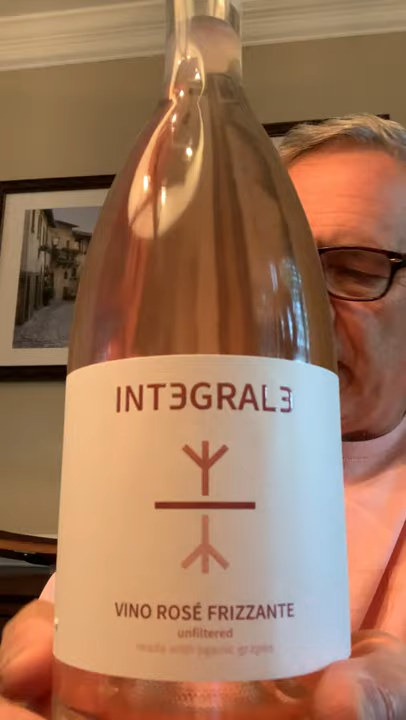 INTƎGRALƎ
VINO ROSÉ FRIZZANTE
unfiltered
made with organic grapes